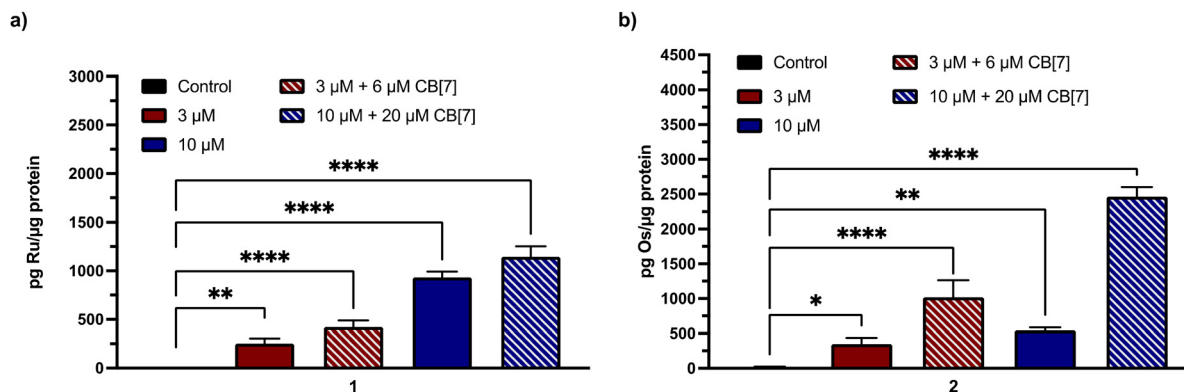 a)
pg Ru/µg protein
3000
2500
2000
1500
1000
500
0
Control
3 µM
10 µM
3 µM + 6 µM CB[7]
10 µM + 20 µM CB[7]
****
****
****
**
1
b)
pg Os/µg protein
4500
4000
3500
3000
2500
2000
1500
1000
500
0
Control
3 µM
10 µM
3 µM + 6 µM CB[7]
10 µM + 20 µM CB[7]
****
**
****
*
2